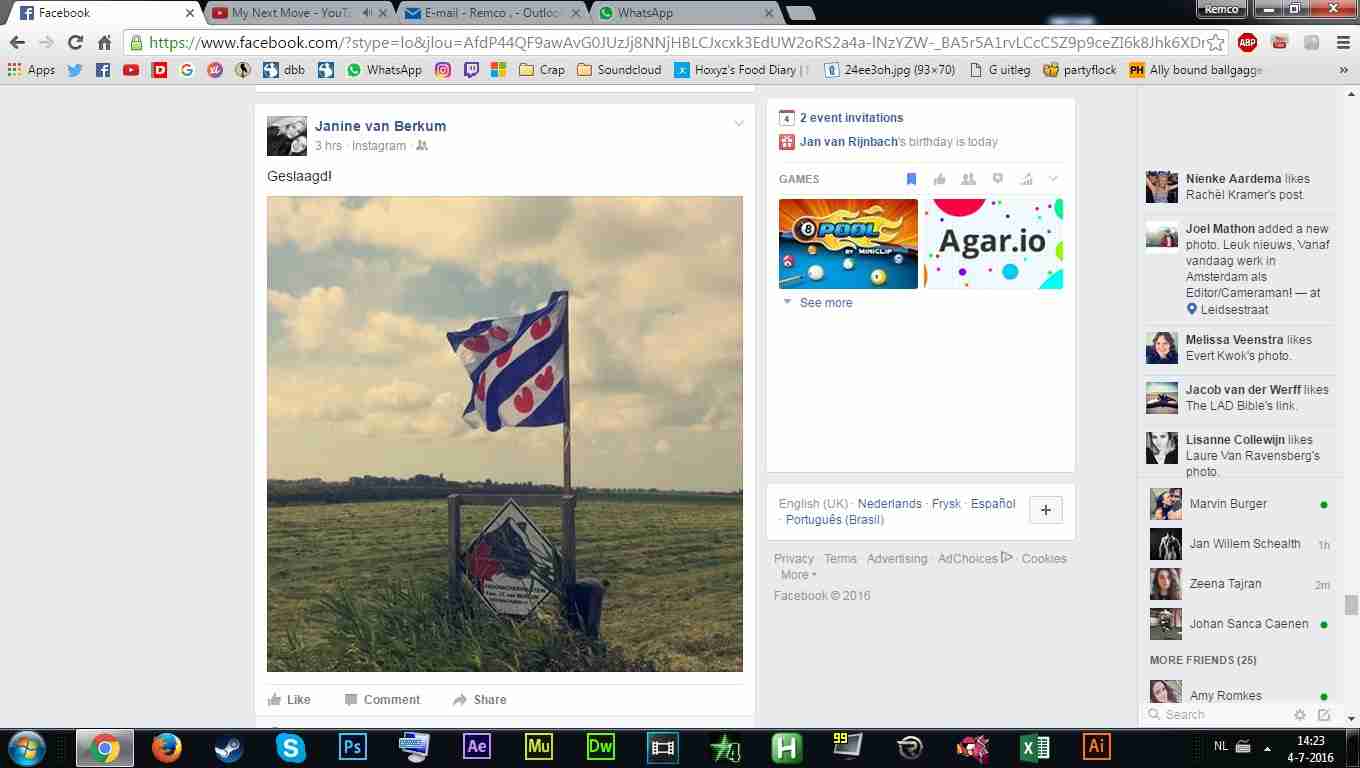 Facebook
My Next Move - YouTu
E-mail - Remco . - Outloo
WhatsApp
Remco
https://www.facebook.com/?stype=lo&jlou=AfdP44QF9awAvG0JUzJj8NNjHBLCJxcxk3EdUW2oRS2a4a-lNzYZW-_BA5r5A1rvLCcCSZ9p9ceZI6k8Jhk6XDr
ABP
Apps
dbb
WhatsApp
Crap
Soundcloud
Hoxyz's Food Diary |
24ee3oh.jpg (93×70)
G uitleg
partyflock
PH
Ally bound ballgagge
»
Janine van Berkum
3 hrs · Instagram ·
Geslaagd!
Like
Comment
Share
4
2 event invitations
Jan van Rijnbach's birthday is today
GAMES
8 POOL
BY MINICLIP
Agar.io
See more
English (UK) · Nederlands · Frysk · Español
· Português (Brasil)
+
Privacy · Terms · Advertising · AdChoices · Cookies ·
More
Facebook © 2016
Nienke Aardema likes
Rachèl Kramer's post.
Joel Mathon added a new
photo. Leuk nieuws, Vanaf
vandaag werk in
Amsterdam als
Editor/Cameraman! — at
Leidsestraat
Melissa Veenstra likes
Evert Kwok's photo.
Jacob van der Werff likes
The LAD Bible's link.
Lisanne Collewijn likes
Laure Van Ravensberg's
photo.
Marvin Burger
Jan Willem Schealth 1h
Zeena Tajran 2m
Johan Sanca Caenen
MORE FRIENDS (25)
Amy Romkes
Search
Ps
Ae
Mu
Dw
4
H
99
Ai
NL
14:23
4-7-2016